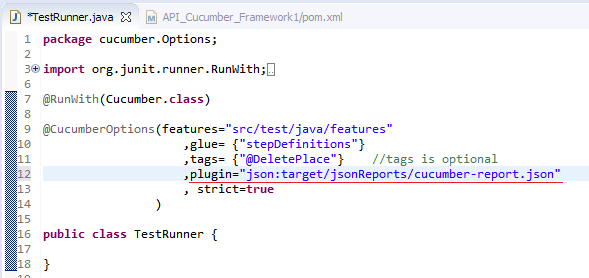 *TestRunner.java API_Cucumber_Framework1/pom.xml
1 package cucumber.Options;
2
3 import org.junit.runner.RunWith;
6
7 @RunWith(Cucumber.class)
8
9 @CucumberOptions(features="src/test/java/features"
10 ,glue= {"stepDefinitions"}
11 ,tags= {"@DeletePlace"} //tags is optional
12 ,plugin="json:target/jsonReports/cucumber-report.json"
13 , strict=true
14 )
15
16 public class TestRunner {
17
18 }
19